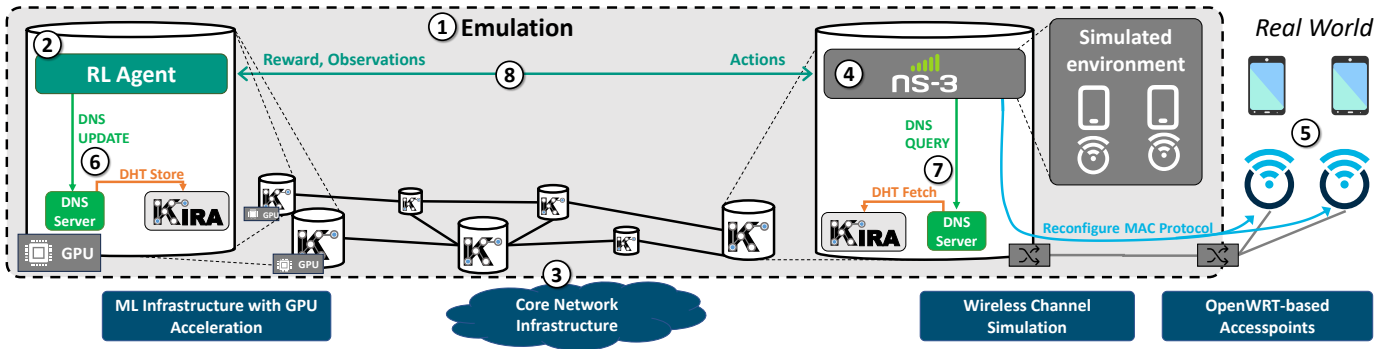 1 Emulation
Real World
2
RL Agent
Reward, Observations
8
Actions
4
ns-3
Simulated
environment
5
DNS
UPDATE
6
DHT Store
DNS
Server
KIRA
GPU
K
GPU
K
GPU
K
K
K
K
K
3
DNS
QUERY
7
DHT Fetch
KIRA
DNS
Server
Reconfigure MAC Protocol
ML Infrastructure with GPU
Acceleration
Core Network
Infrastructure
Wireless Channel
Simulation
OpenWRT-based
Accesspoints